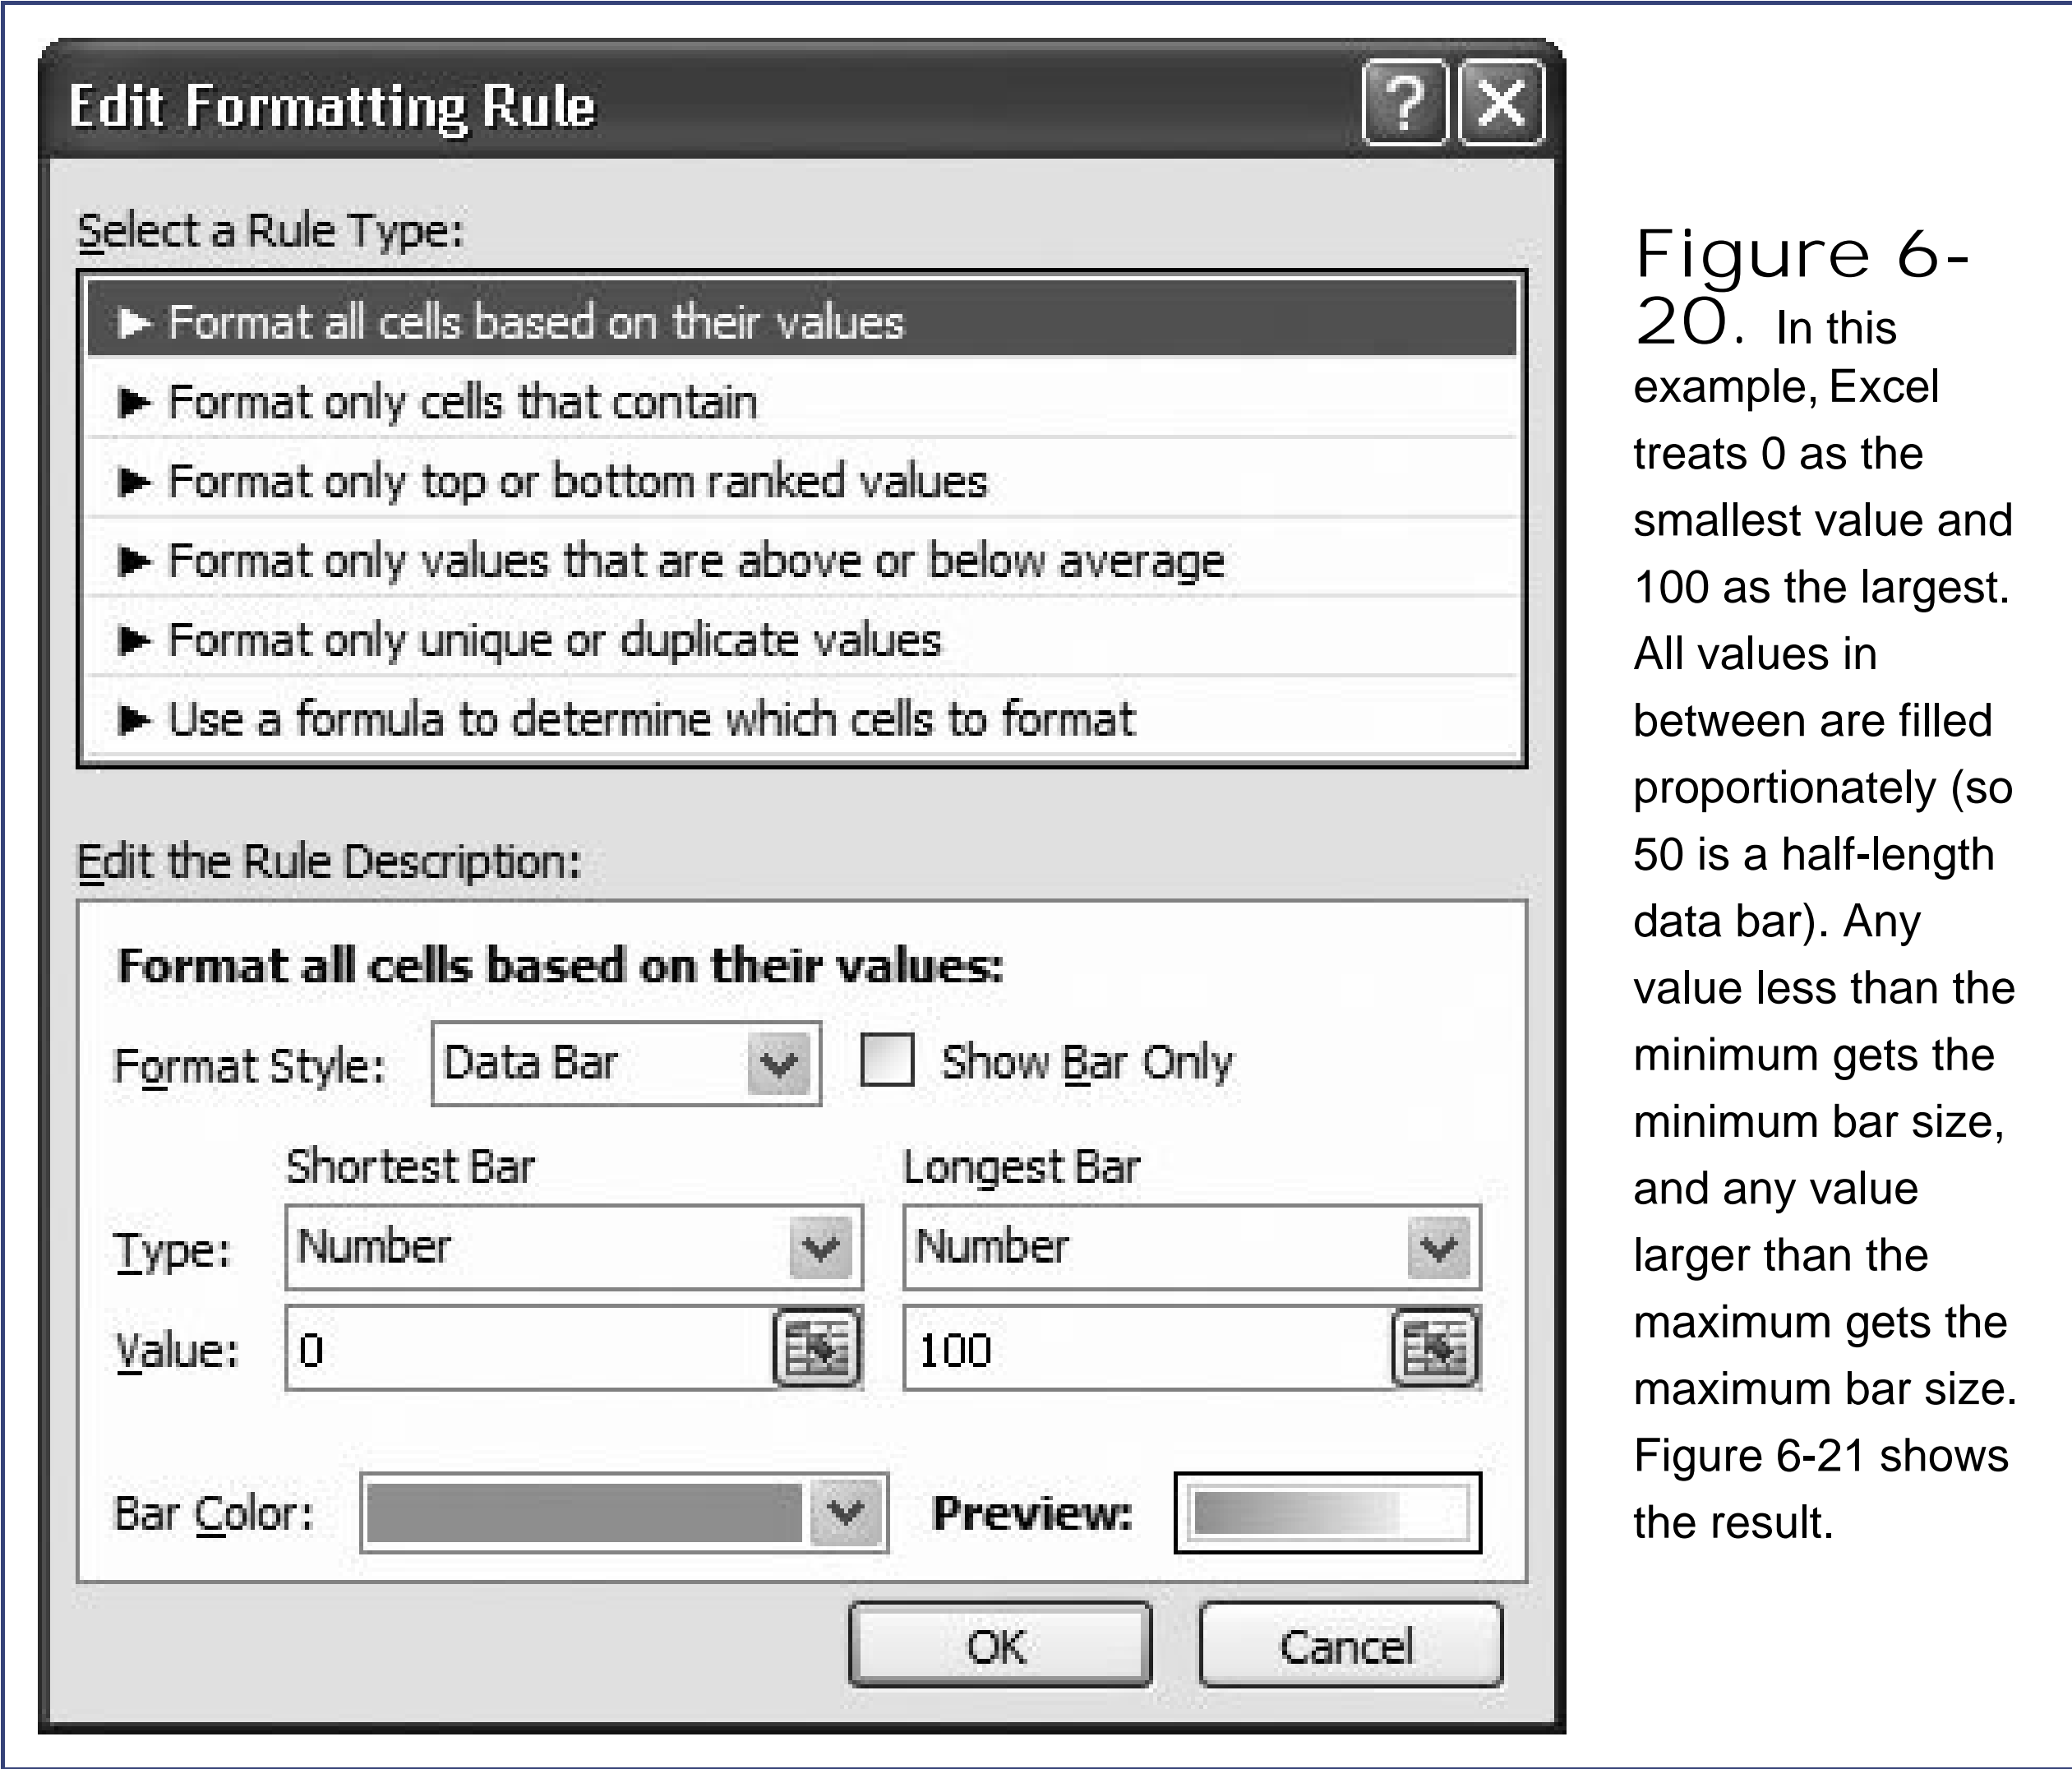 Edit Formatting Rule
Select a Rule Type:
Format all cells based on their values
Format only cells that contain
Format only top or bottom ranked values
Format only values that are above or below average
Format only unique or duplicate values
Use a formula to determine which cells to format
Edit the Rule Description:
Format all cells based on their values:
Format Style: Data Bar Show Bar Only
Shortest Bar Longest Bar
Type: Number Number
Value: 0 100
Bar Color: Preview:
OK Cancel
Figure 6-
20. In this
example, Excel
treats 0 as the
smallest value and
100 as the largest.
All values in
between are filled
proportionately (so
50 is a half-length
data bar). Any
value less than the
minimum gets the
minimum bar size,
and any value
larger than the
maximum gets the
maximum bar size.
Figure 6-21 shows
the result.